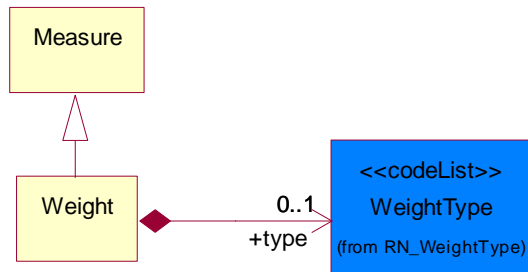 Measure
Weight
0..1
+type
<<codeList>>
WeightType
(from RN_WeightType)